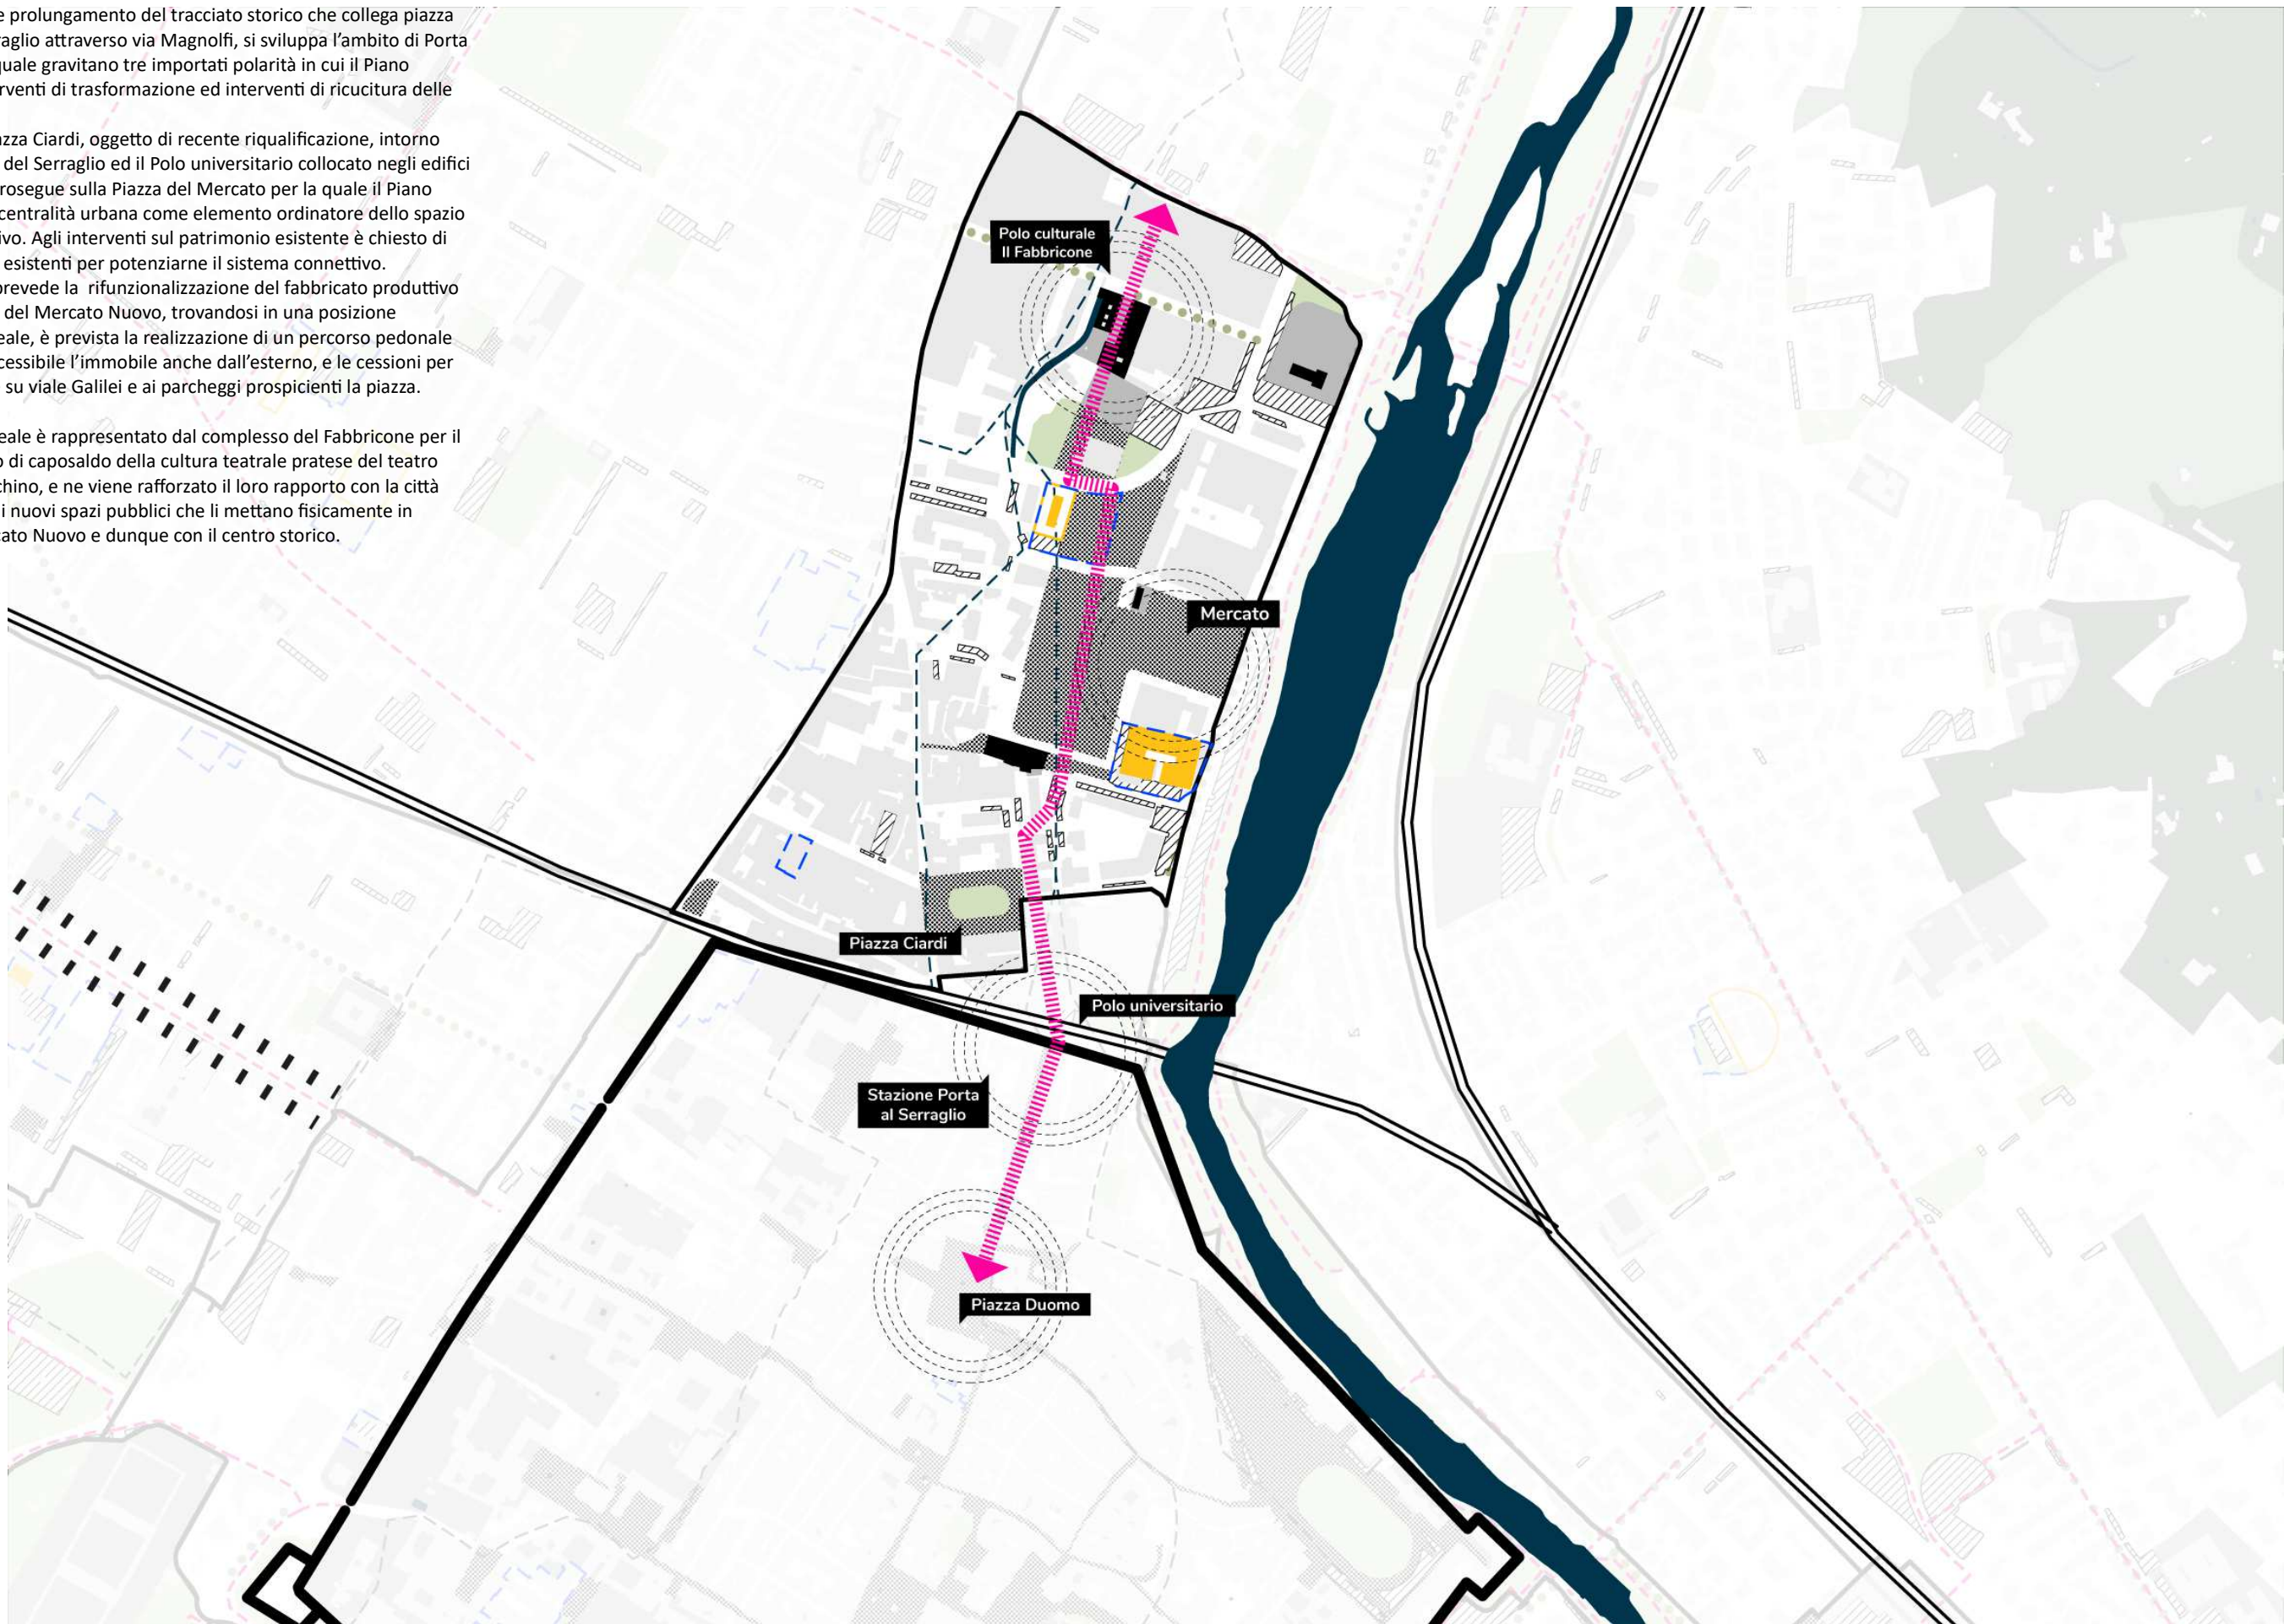 e prolungamento del tracciato storico che collega piazza
raglio attraverso via Magnolfi, si sviluppa l’ambito di Porta
quale gravitano tre importati polarità in cui il Piano
rventi di trasformazione ed interventi di ricucitura delle
azza Ciardi, oggetto di recente riqualificazione, intorno
del Serraglio ed il Polo universitario collocato negli edifici
rosegue sulla Piazza del Mercato per la quale il Piano
centralità urbana come elemento ordinatore dello spazio
ivo. Agli interventi sul patrimonio esistente è chiesto di
esistenti per potenziarne il sistema connettivo.
prevede la rifunzionalizzazione del fabbricato produttivo
del Mercato Nuovo, trovandosi in una posizione
eale, è prevista la realizzazione di un percorso pedonale
cessibile l’immobile anche dall’esterno, e le cessioni per
su viale Galilei e ai parcheggi prospicienti la piazza.
eale è rappresentato dal complesso del Fabbricone per il
o di caposaldo della cultura teatrale pratese del teatro
chino, e ne viene rafforzato il loro rapporto con la città
i nuovi spazi pubblici che li mettano fisicamente in
cato Nuovo e dunque con il centro storico.
Polo culturale
Il Fabbricone
Mercato
Piazza Ciardi
Polo universitario
Stazione Porta
al Serraglio
Piazza Duomo